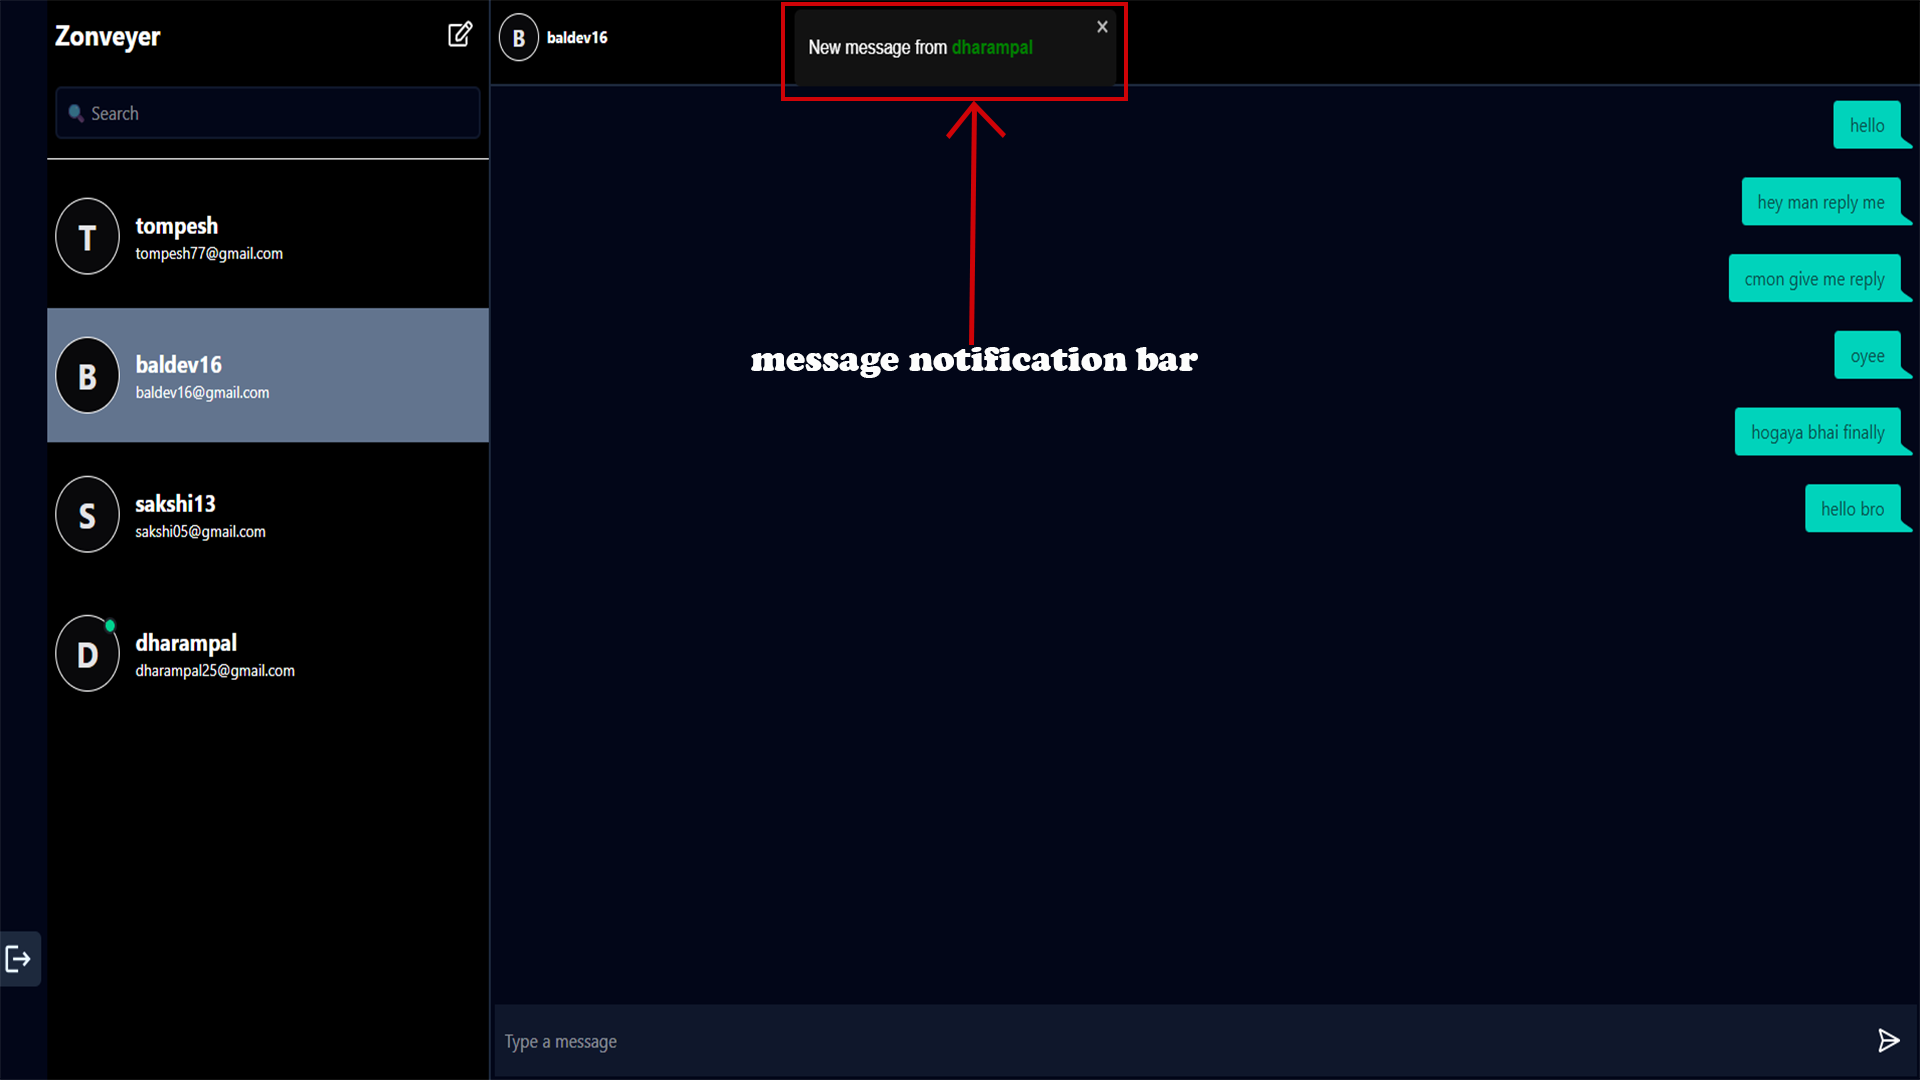 Zonveyer
Search
T
tompesh
tompesh77@gmail.com
B
baldev16
baldev16@gmail.com
S
sakshi13
sakshi05@gmail.com
D
dharampal
dharampal25@gmail.com
B
baldev16
New message from dharampal
x
message notification bar
hello
hey man reply me
cmon give me reply
oyee
hogaya bhai finally
hello bro
Type a message